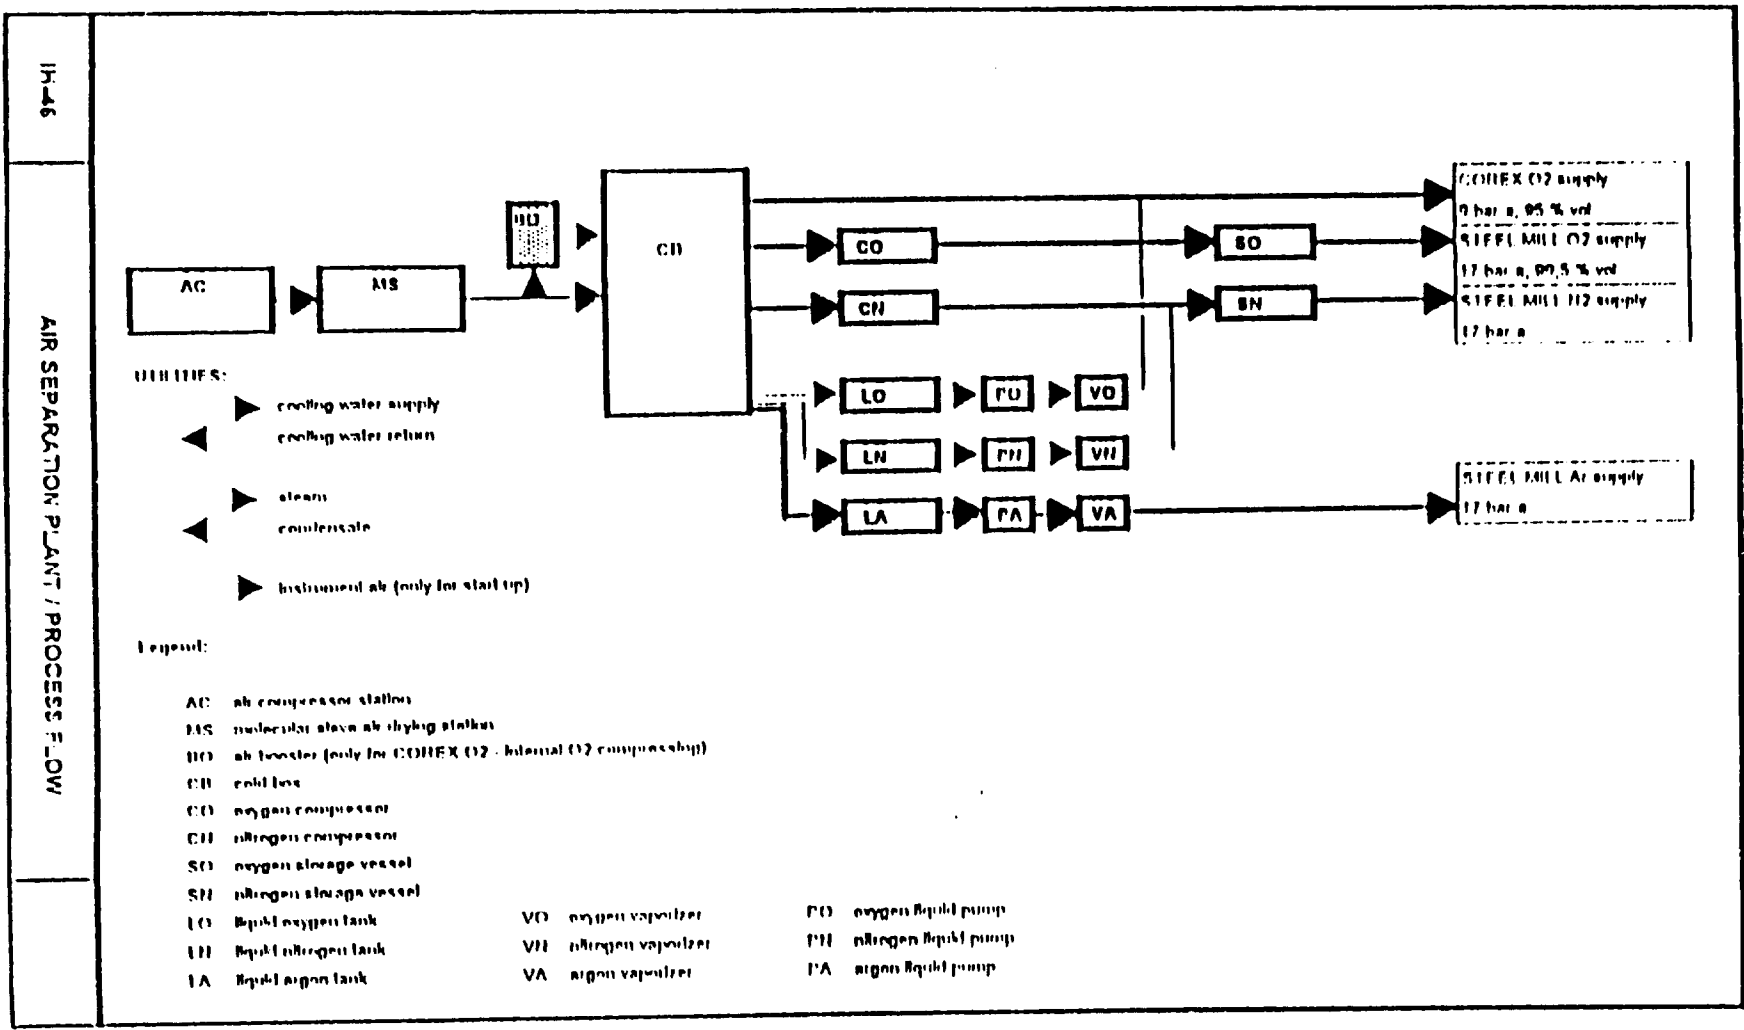 III-46
AIR SEPARATION PLANT / PROCESS FLOW
AC
MS
BO
CB
CO
CN
SO
SN
LO
PO
VO
LN
PN
VN
LA
PA
VA
COREX O2 supply
9 bar a, 95 % vol
STEEL MILL O2 supply
17 bar a, 99,5 % vol
STEEL MILL N2 supply
17 bar a
STEEL MILL Ar supply
17 bar a
UTILITIES:
cooling water supply
cooling water return
steam
condensate
Instrument air (only for start up)
Legend:
AC air compressor station
MS molecular sieve air drying station
BO air booster (only for COREX O2 - Internal O2 compression)
CB cold box
CO oxygen compressor
CN nitrogen compressor
SO oxygen storage vessel
SN nitrogen storage vessel
LO liquid oxygen tank
LN liquid nitrogen tank
LA liquid argon tank
VO oxygen vaporizer
VN nitrogen vaporizer
VA argon vaporizer
PO oxygen liquid pump
PN nitrogen liquid pump
PA argon liquid pump